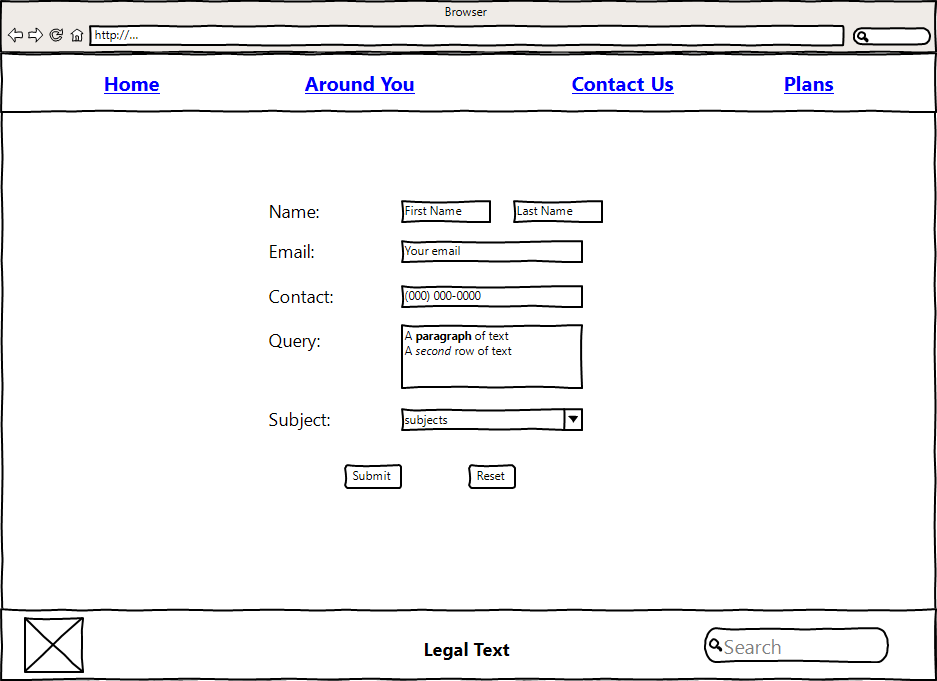 Browser
http://...
Home Around You Contact Us Plans
Name: First Name Last Name
Email: Your email
Contact: (000) 000-0000
Query: A paragraph of text
A second row of text
Subject: subjects
Submit Reset
Legal Text Search